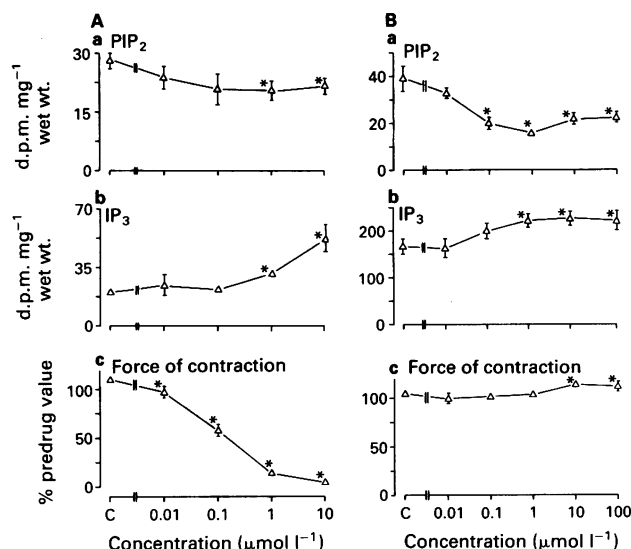 A
a PIP2
30
15
0
d.p.m. mg−1
wet wt.
b IP3
70
35
0
d.p.m. mg−1
wet wt.
c Force of contraction
100
50
0
% predrug value
C 0.01 0.1 1 10
Concentration (μmol l−1)
B
a PIP2
40
20
0
b IP3
200
100
0
c Force of contraction
100
50
0
C 0.01 0.1 1 10 100
Concentration (μmol l−1)
* * * * * * * * * * * * * * * * *